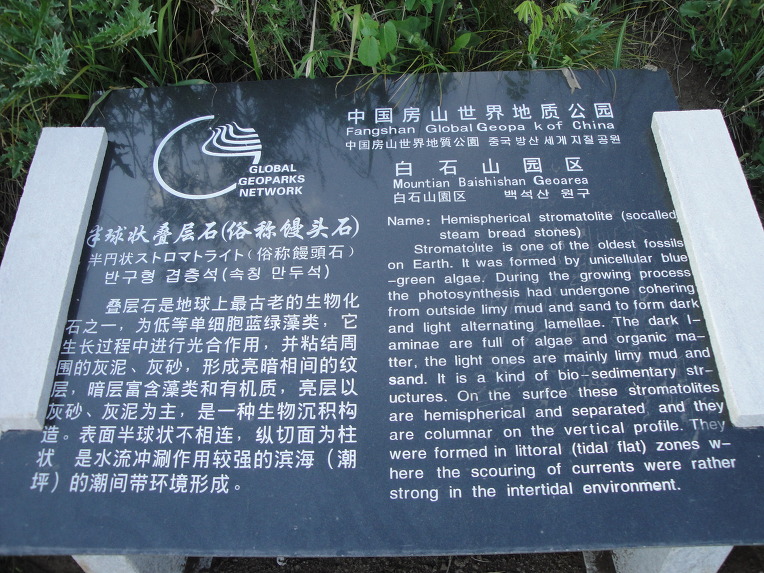 GLOBAL
GEOPARKS
NETWORK
中国房山世界地质公园
Fangshan Global Geopa k of China
中國房山世界地質公園 중국 방산 세계 지질 공원
白石山园区
Mountian Baishishan Geoarea
白石山園区 백석산 원구
半球状叠层石(俗称馒头石)
半円状ストロマトライト(俗称饅頭石)
반구형 겹층석(속칭 만두석)
叠层石是地球上最古老的生物化
石之一，为低等单细胞蓝绿藻类，它
生长过程中进行光合作用，并粘结周
围的灰泥、灰砂，形成亮暗相间的纹
层，暗层富含藻类和有机质，亮层以
灰砂、灰泥为主，是一种生物沉积构
造。表面半球状不相连，纵切面为柱
状 是水流冲涮作用较强的滨海（潮
坪）的潮间带环境形成。
Name: Hemispherical stromatolite (socalled
steam bread stones)
Stromatolite is one of the oldest fossils
on Earth. It was formed by unicellular blue
-green algae. During the growing process
the photosynthesis had undergone cohering
from outside limy mud and sand to form dark
and light alternating lamellae. The dark l-
aminae are full of algae and organic ma-
tter, the light ones are mainly limy mud and
sand. It is a kind of bio-sedimentary str-
uctures. On the surfce these stromatolites
are hemispherical and separated and they
are columnar on the vertical profile. They
were formed in littoral (tidal flat) zones w-
here the scouring of currents were rather
strong in the intertidal environment.